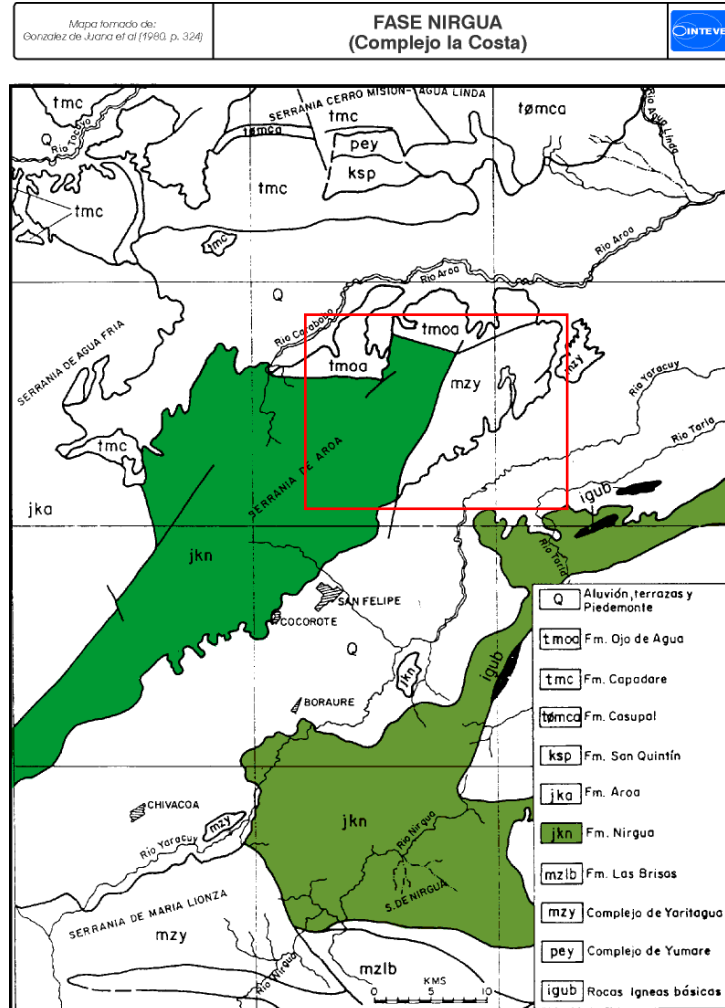 Mapa tomado de:
Gonzalez de Juana et al (1980. p. 324)
FASE NIRGUA
(Complejo la Costa)
INTEVE
tmc
SERRANIA CERRO MISION-AGUA LINDA
tmc
tømca
Rio Agua Linda
Q
Rio Tocuyo
tømca
pey
ksp
tmc
tmc
tmc
Rio Aroa
Rio Aroa
Q
Rio Carabobo
tmoa
tmoa
mzy
mzy
SERRANIA DE AGUA FRIA
Rio Yaracuy
Rio Taria
tmc
SERRANIA DE AROA
igub
jka
jkn
Rio Taria
SAN FELIPE
COCOROTE
Q
jkn
igub
BORAURE
CHIVACOA
mzy
jkn
Rio Nirgua
Rio Yaracuy
SERRANIA DE MARIA LIONZA
mzy
S. DE NIRGUA
Rio Nirgua
mzlb
KMS
0 5 10
Q Aluvión, terrazas y
Piedemonte
tmoa Fm. Ojo de Agua
tmc Fm. Capadare
tømca Fm. Casupal
ksp Fm. San Quintín
jka Fm. Aroa
jkn Fm. Nirgua
mzlb Fm. Las Brisas
mzy Complejo de Yaritagua
pey Complejo de Yumare
igub Rocas Igneas básicas